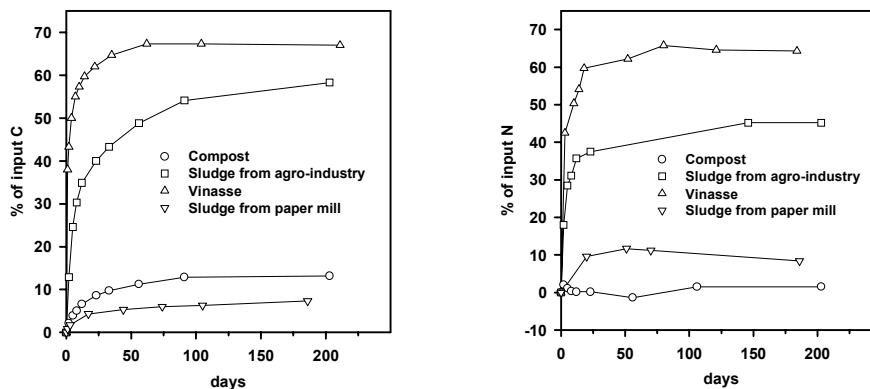 % of input C
70
60
50
40
30
20
10
0
Compost
Sludge from agro-industry
Vinasse
Sludge from paper mill
0 50 100 150 200
days
% of input N
70
60
50
40
30
20
10
0
-10
Compost
Sludge from agro-industry
Vinasse
Sludge from paper mill
0 50 100 150 200
days